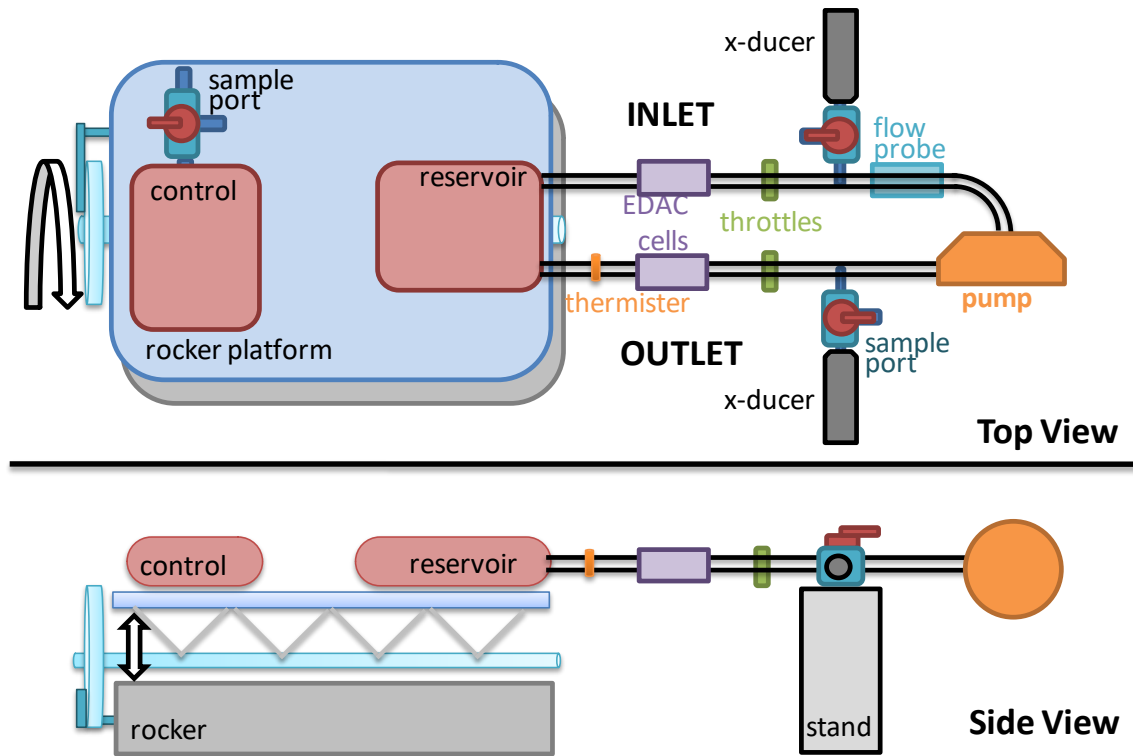 x-ducer
sample
port
INLET
flow
probe
control
reservoir
EDAC
cells
throttles
thermister
pump
rocker platform
OUTLET
sample
port
x-ducer
Top View
control
reservoir
rocker
stand
Side View